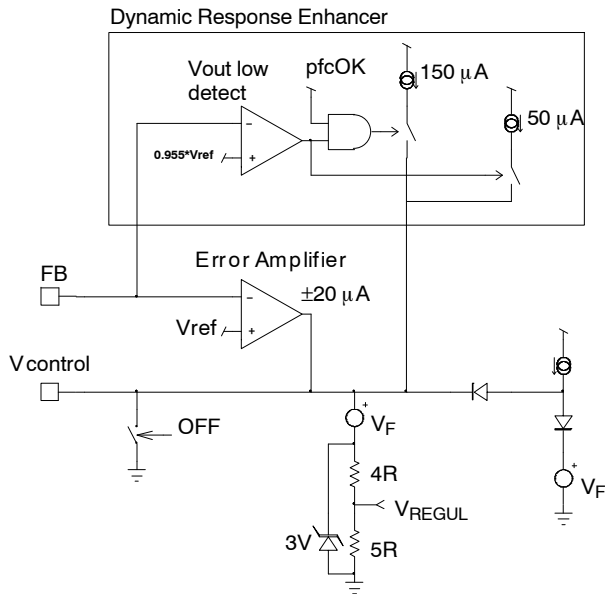 Dynamic Response Enhancer
Vout low
detect
pfcOK
150 µA
50 µA
−
0.955*Vref
+
FB
Error Amplifier
−
±20 µA
Vref
+
Vcontrol
OFF
+
VF
4R
VREGUL
3V
5R
+
VF